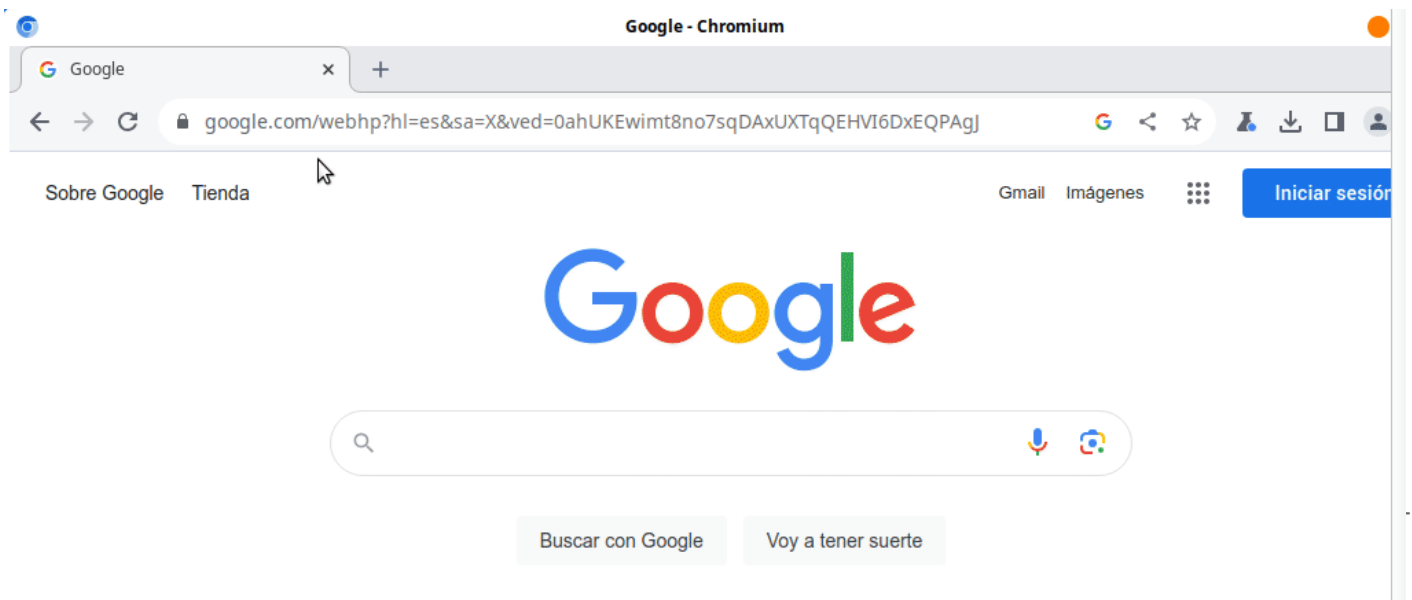 Google - Chromium
Google
google.com/webhp?hl=es&sa=X&ved=0ahUKEwimt8no7sqDAxUXTqQEHVI6DxEQPAgJ
Sobre Google Tienda Gmail Imágenes Iniciar sesión
Google
Buscar con Google Voy a tener suerte